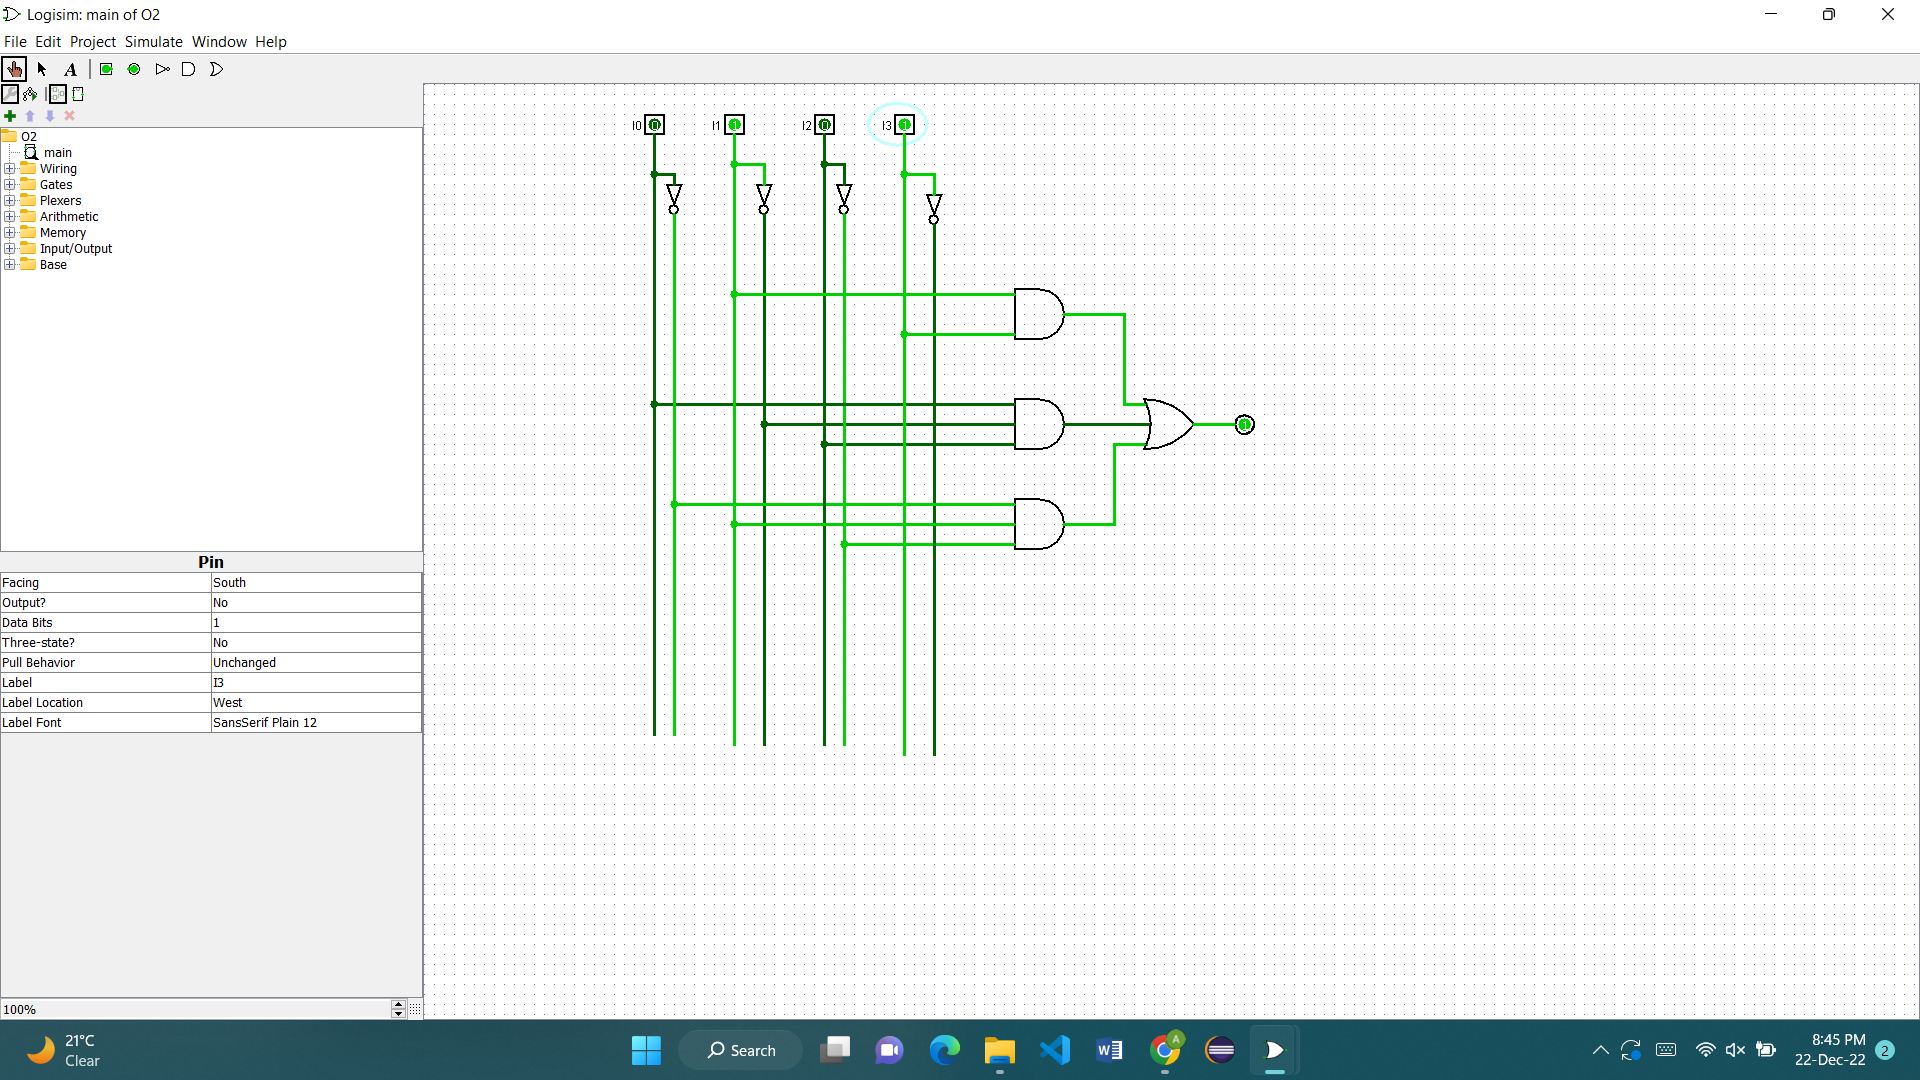 Logisim: main of O2
File Edit Project Simulate Window Help
A
O2
main
Wiring
Gates
Plexers
Arithmetic
Memory
Input/Output
Base
I0 0 I1 1 I2 0 I3 1
1
Pin
Facing South
Output? No
Data Bits 1
Three-state? No
Pull Behavior Unchanged
Label I3
Label Location West
Label Font SansSerif Plain 12
100%
21°C
Clear
Search
A
8:45 PM
22-Dec-22
2